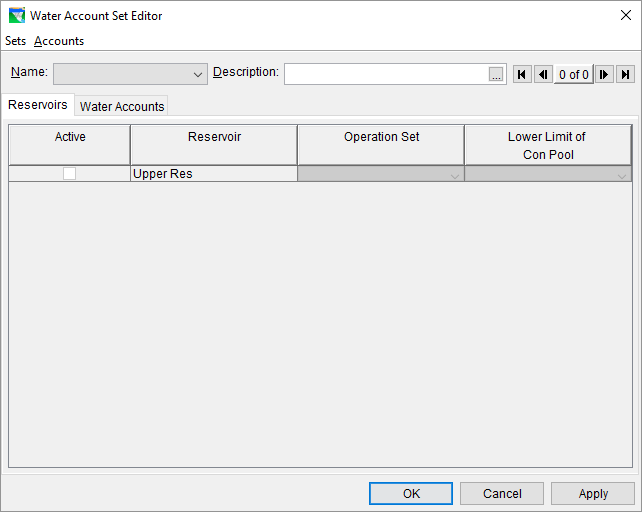 Water Account Set Editor
Sets Accounts
Name: Description: ... 0 of 0
Reservoirs Water Accounts
Active Reservoir Operation Set Lower Limit of
Con Pool
Upper Res
OK Cancel Apply